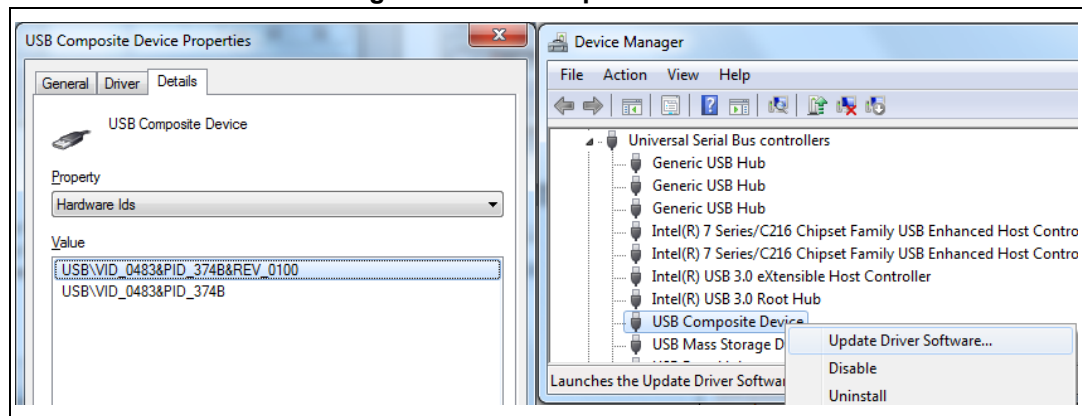 USB Composite Device Properties
General
Driver
Details
USB Composite Device
Property
Hardware Ids
Value
USB\VID_0483&PID_374B&REV_0100
USB\VID_0483&PID_374B
Device Manager
File Action View Help
Universal Serial Bus controllers
Generic USB Hub
Generic USB Hub
Generic USB Hub
Intel(R) 7 Series/C216 Chipset Family USB Enhanced Host Contro
Intel(R) 7 Series/C216 Chipset Family USB Enhanced Host Contro
Intel(R) USB 3.0 eXtensible Host Controller
Intel(R) USB 3.0 Root Hub
USB Composite Device
USB Mass Storage D
Launches the Update Driver Softwar
Update Driver Software...
Disable
Uninstall